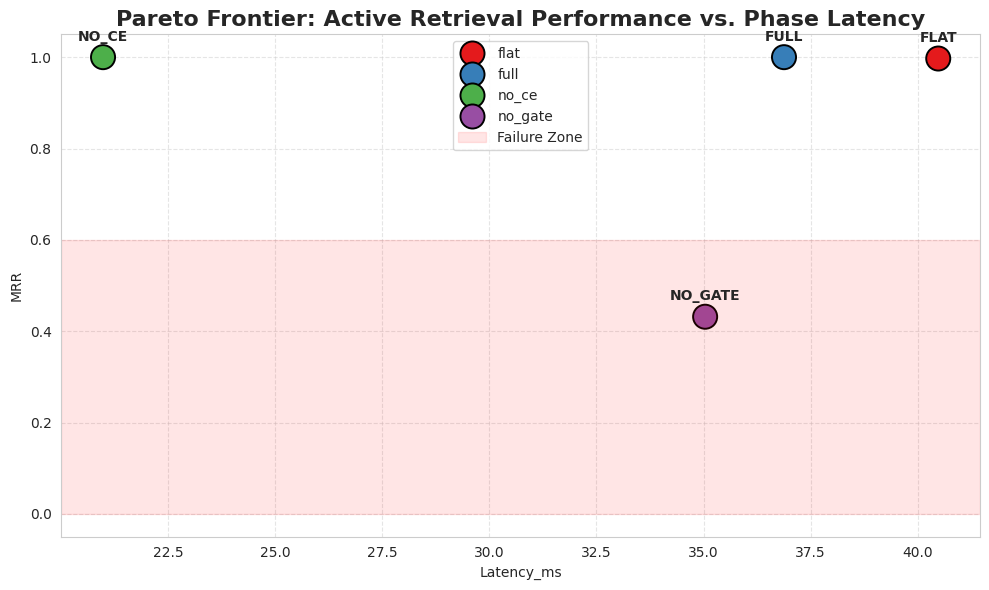 Pareto Frontier: Active Retrieval Performance vs. Phase Latency
NO_CE
FULL
FLAT
flat
full
no_ce
no_gate
Failure Zone
NO_GATE
MRR
1.0
0.8
0.6
0.4
0.2
0.0
22.5
25.0
27.5
30.0
32.5
35.0
37.5
40.0
Latency_ms